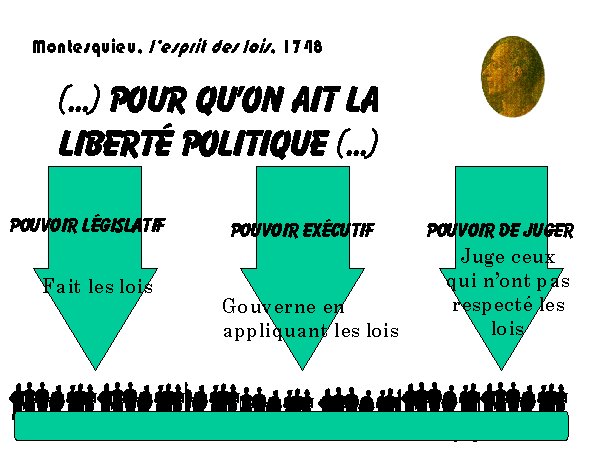 Montesquieu, l'esprit des lois, 1748
(...) POUR QU'ON AIT LA
LIBERTÉ POLITIQUE (...)
POUVOIR LÉGISLATIF
Fait les lois
POUVOIR EXÉCUTIF
Gouverne en
appliquant les lois
POUVOIR DE JUGER
Juge ceux
qui n'ont pas
respecté les
lois